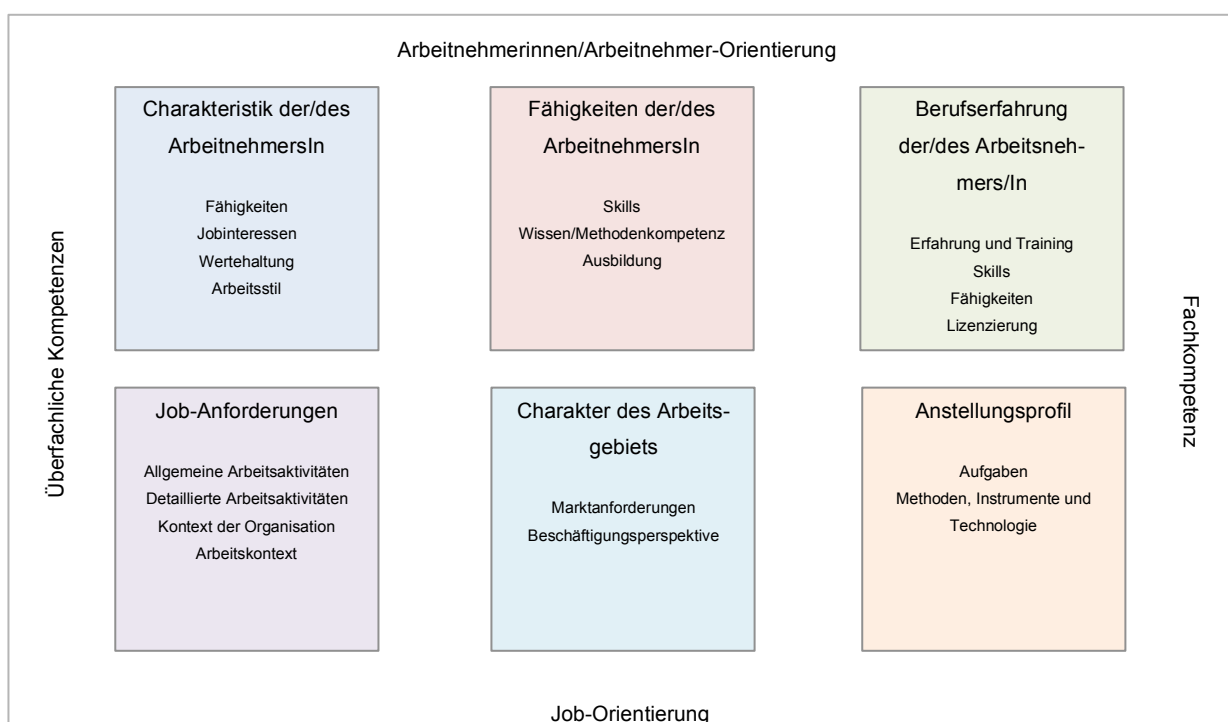 Arbeitnehmerinnen/Arbeitnehmer-Orientierung
Charakteristik der/des
ArbeitnehmersIn
Fähigkeiten
Jobinteressen
Wertehaltung
Arbeitsstil
Fähigkeiten der/des
ArbeitnehmersIn
Skills
Wissen/Methodenkompetenz
Ausbildung
Berufserfahrung
der/des Arbeitsneh-
mers/In
Erfahrung und Training
Skills
Fähigkeiten
Lizenzierung
Überfachliche Kompetenzen
Fachkompetenz
Job-Anforderungen
Allgemeine Arbeitsaktivitäten
Detaillierte Arbeitsaktivitäten
Kontext der Organisation
Arbeitskontext
Charakter des Arbeits-
gebiets
Marktanforderungen
Beschäftigungsperspektive
Anstellungsprofil
Aufgaben
Methoden, Instrumente und
Technologie
Job-Orientierung